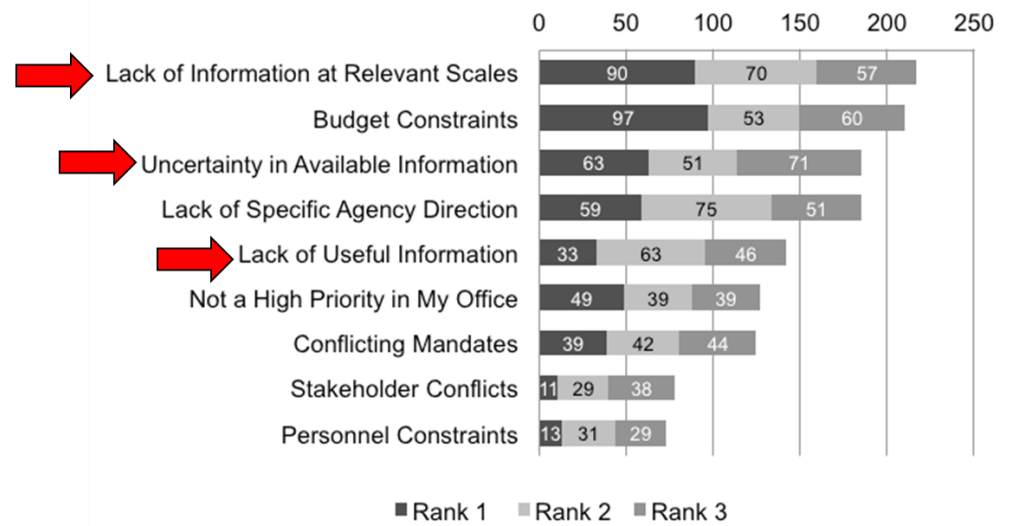 0 50 100 150 200 250
Lack of Information at Relevant Scales 90 70 57
Budget Constraints 97 53 60
Uncertainty in Available Information 63 51 71
Lack of Specific Agency Direction 59 75 51
Lack of Useful Information 33 63 46
Not a High Priority in My Office 49 39 39
Conflicting Mandates 39 42 44
Stakeholder Conflicts 11 29 38
Personnel Constraints 13 31 29
Rank 1 Rank 2 Rank 3